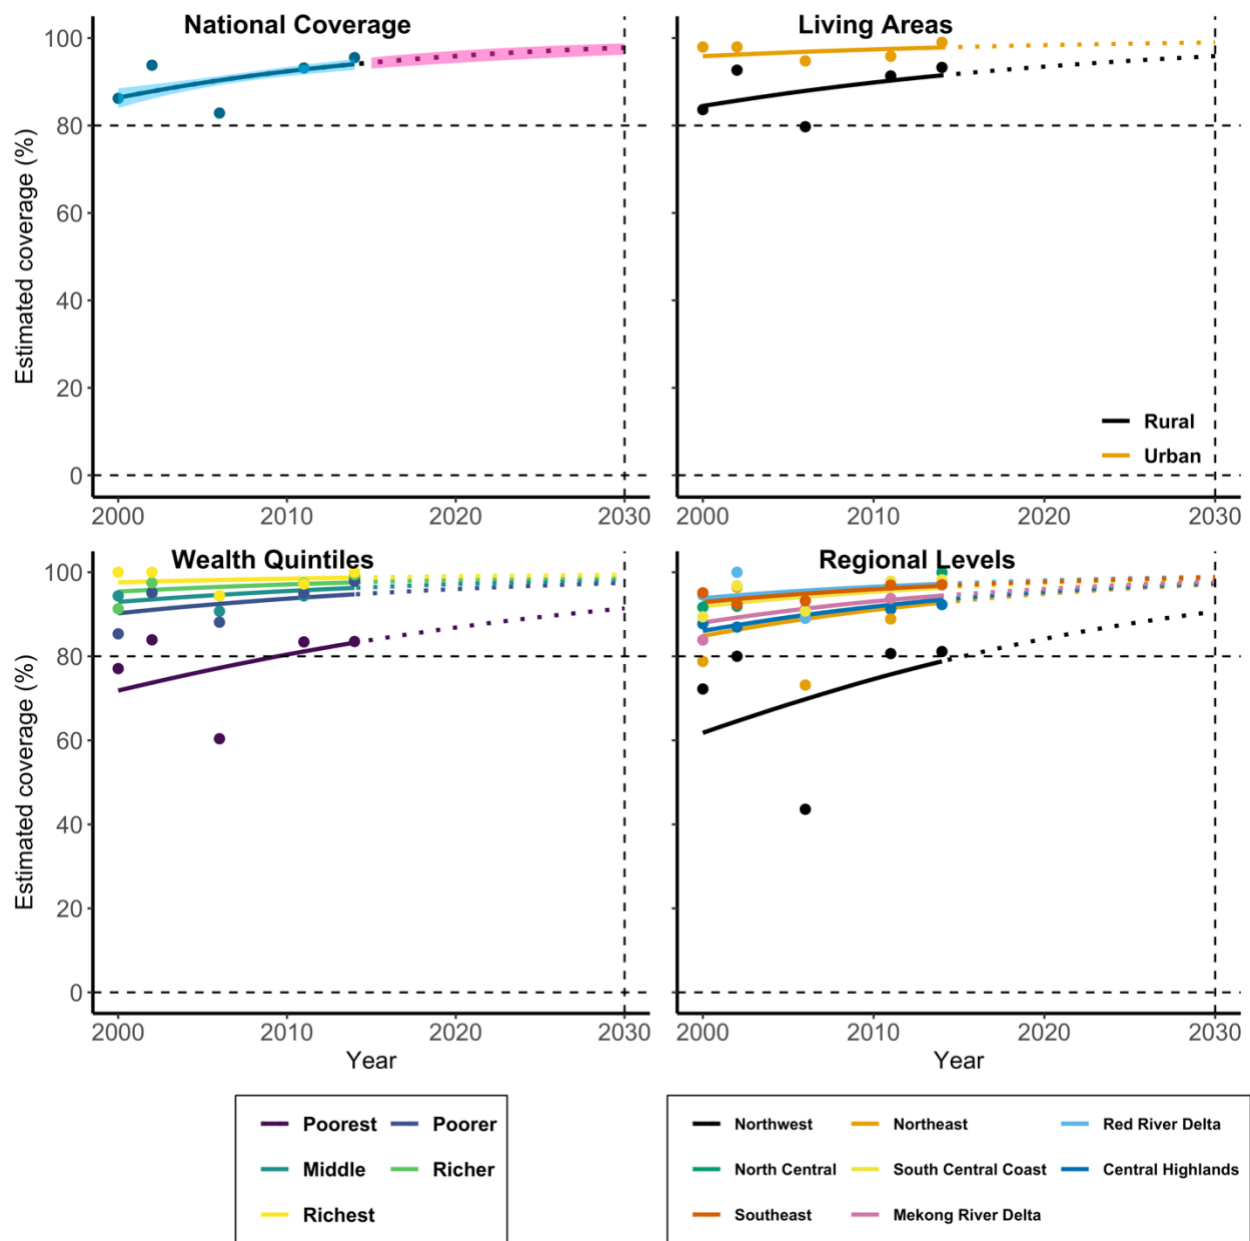 National Coverage
Living Areas
Estimated coverage (%)
100
80
60
40
20
0
2000 2010 2020 2030
Rural
Urban
2000 2010 2020 2030
Wealth Quintiles
Regional Levels
Estimated coverage (%)
100
80
60
40
20
0
2000 2010 2020 2030
Year
2000 2010 2020 2030
Year
Poorest Poorer
Middle Richer
Richest
Northwest Northeast Red River Delta
North Central South Central Coast Central Highlands
Southeast Mekong River Delta